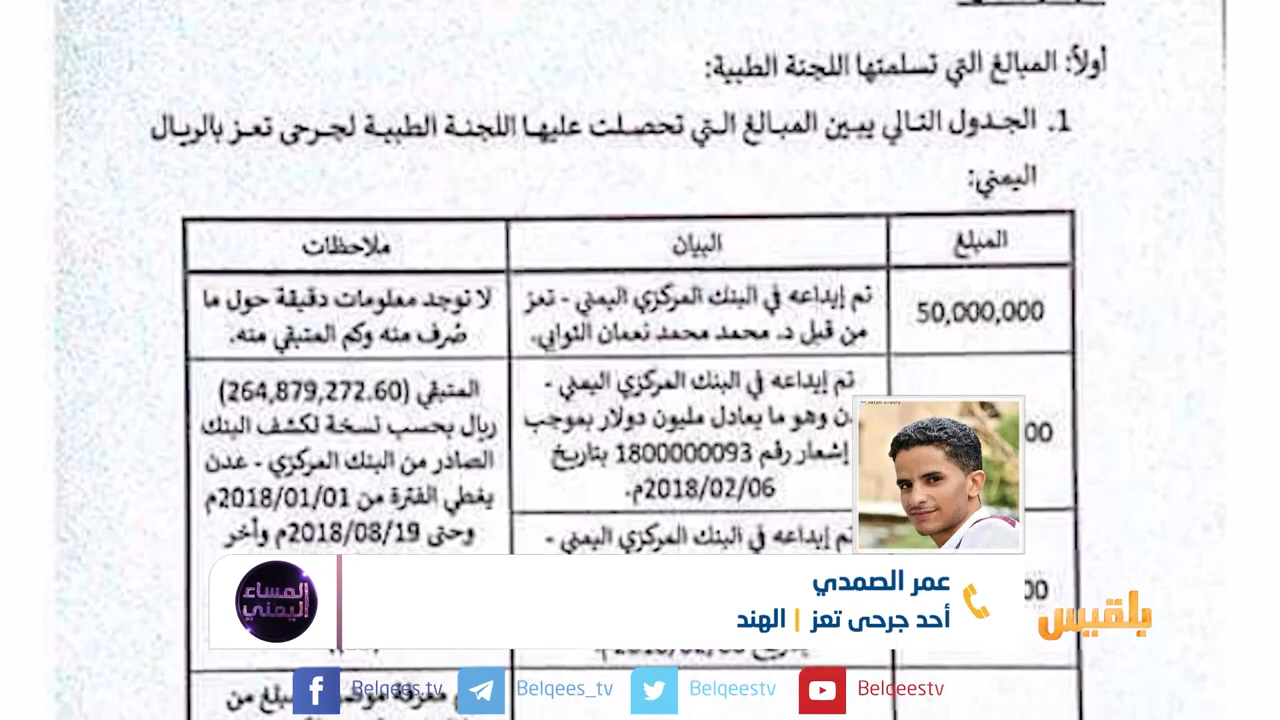 أولاً: المبالغ التي تسلمتها اللجنة الطبية:
1. الجدول التالي يبين المبالغ التي تحصلت عليها اللجنة الطبية لجرحى تعز بالريال
اليمني:
المبلغ البيان ملاحظات
50,000,000
تم إيداعه في البنك المركزي اليمني - تعز
من قبل د. محمد محمد نعمان النوابي.
لا توجد معلومات دقيقة حول ما
صُرف منه وكم المتبقي منه.
00
تم إيداعه في البنك المركزي اليمني -
وهو ما يعادل مليون دولار بموجب
إشعار رقم 1800000093 بتاريخ
2018/02/06م.
المتبقي (264,879,272.60)
ريال بحسب نسخة لكشف البنك
الصادر من البنك المركزي - عدن
يغطي الفترة من 2018/01/01م
وحتى 2018/08/19م وأخر
00
تم إيداعه في البنك المركزي اليمني -
من
عمر الصمدي
أحد جرحى تعز | الهند
المساء
اليمني
بلقيس
Belqees.tv
Belqees_tv
Belqeestv
Belqeestv